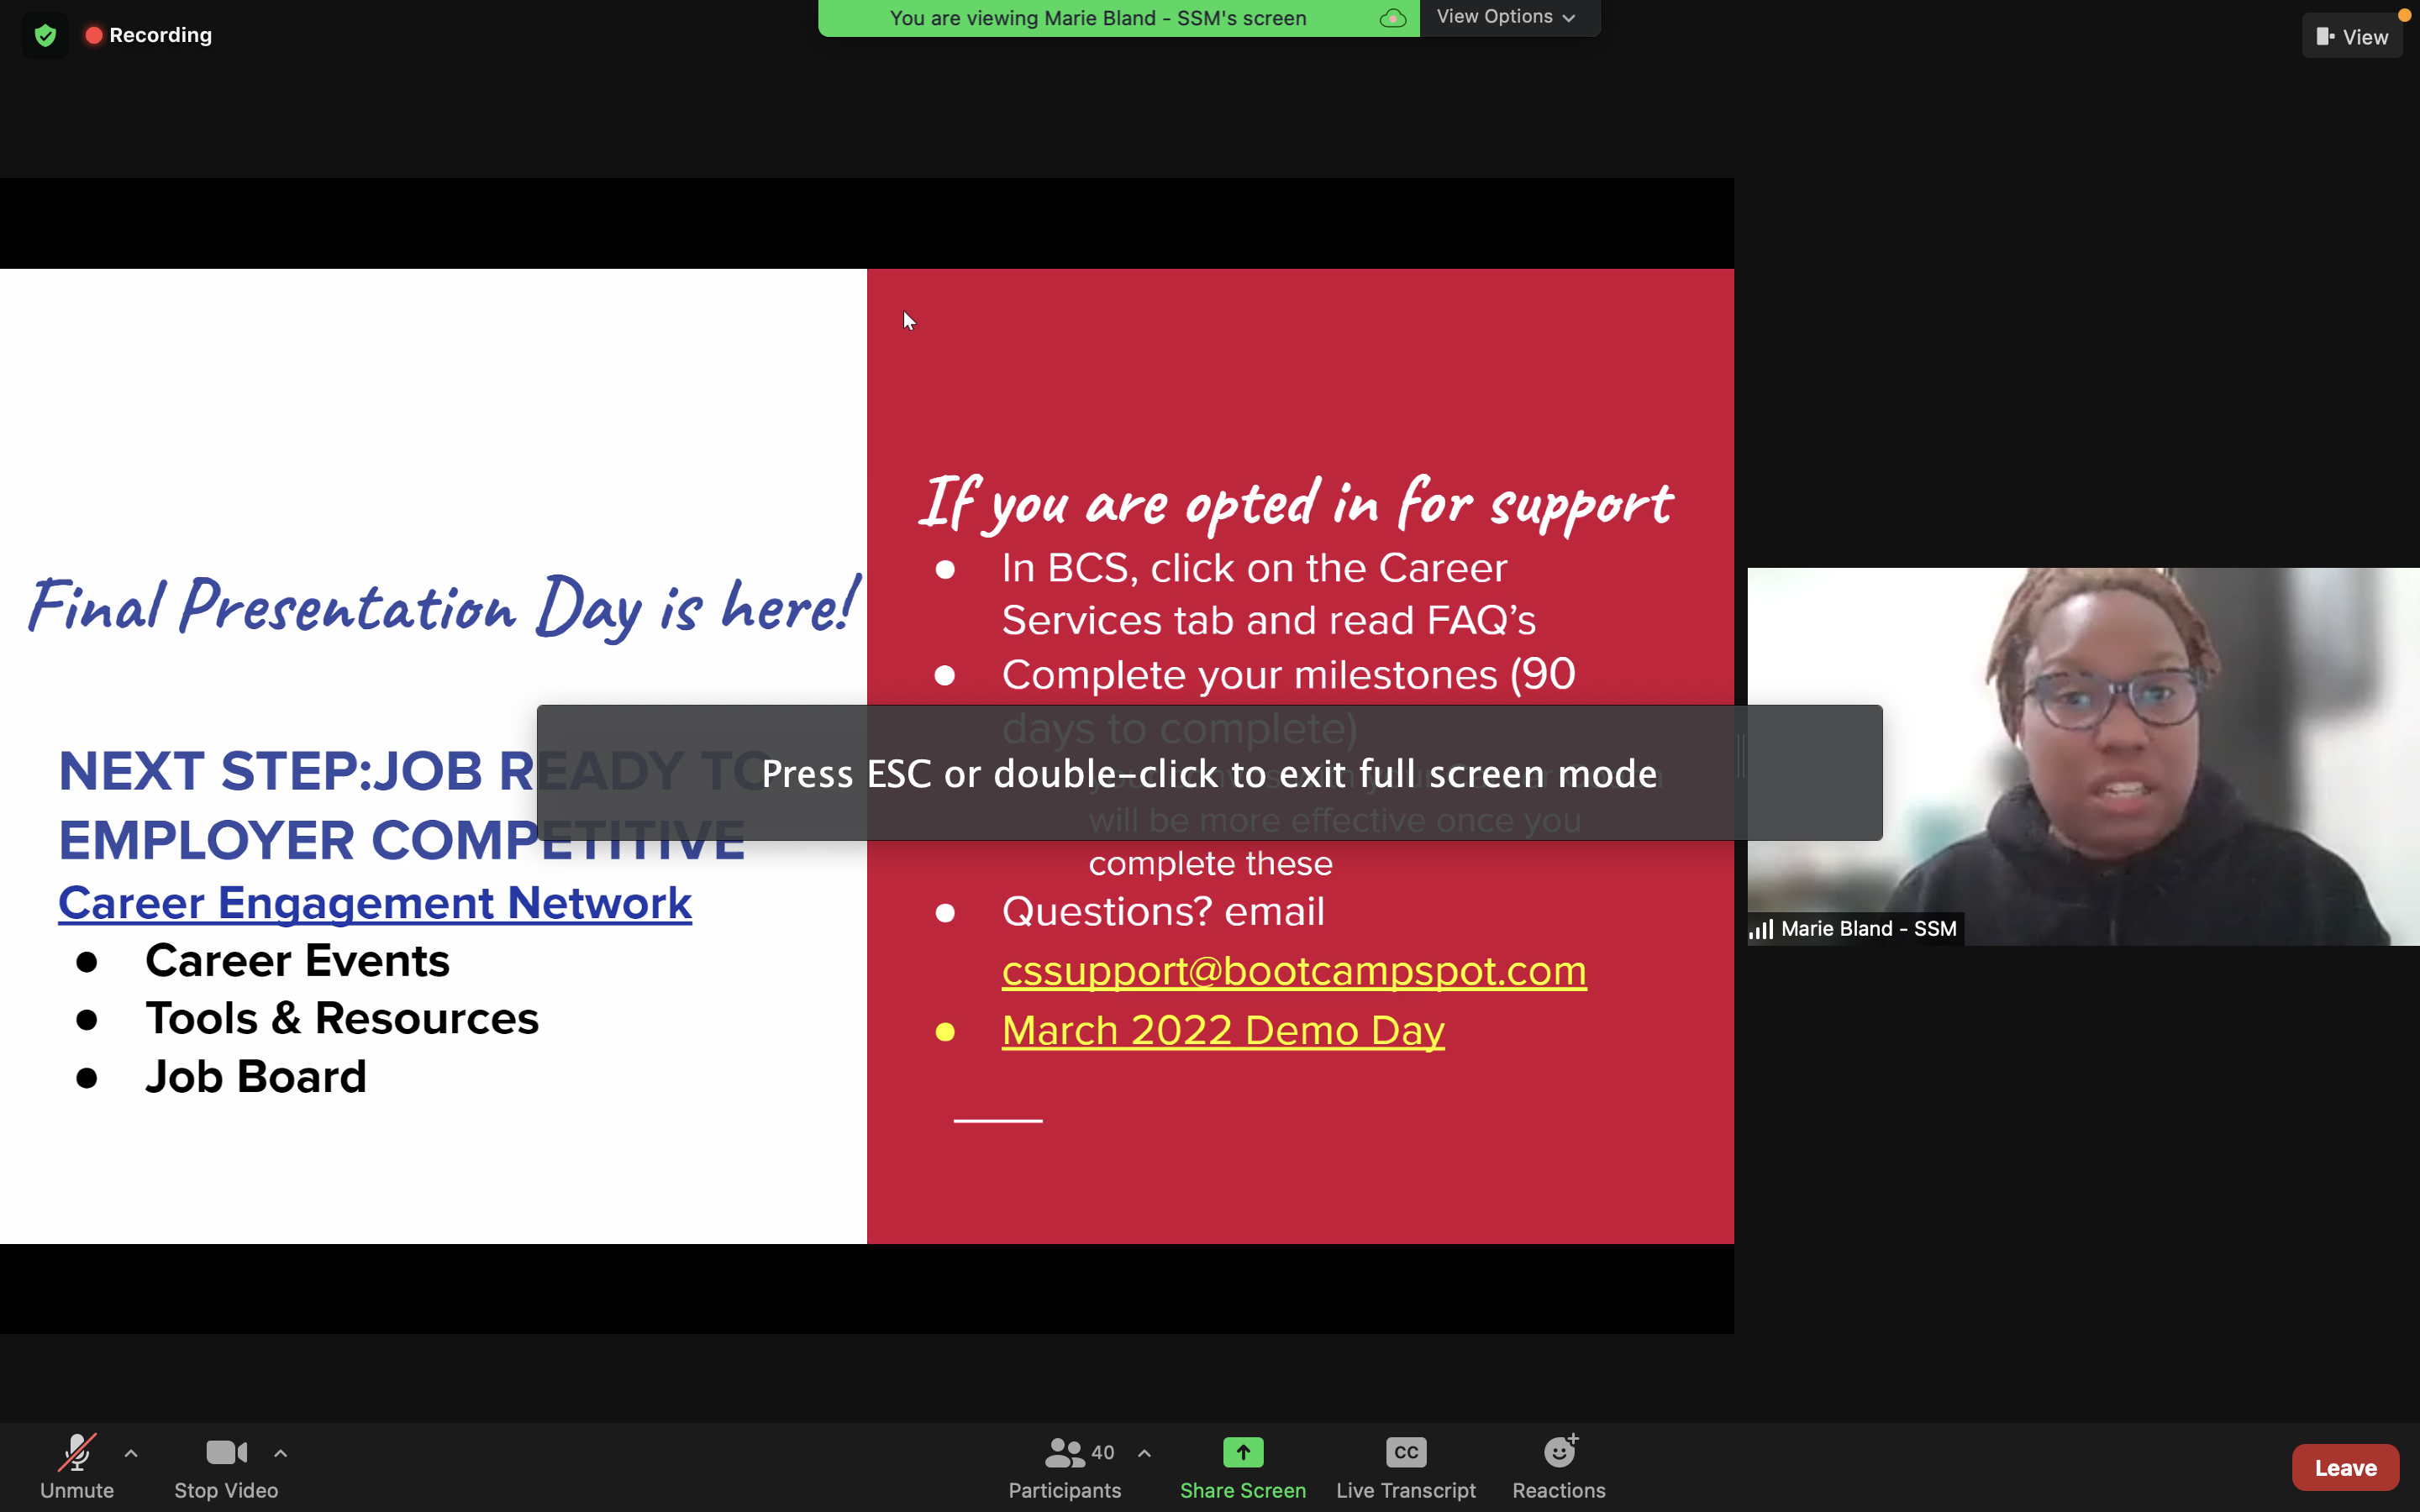 Recording
You are viewing Marie Bland - SSM's screen
View Options
View
Final Presentation Day is here!
NEXT STEP:JOB READY TO
EMPLOYER COMPETITIVE
Career Engagement Network
● Career Events
● Tools & Resources
● Job Board
If you are opted in for support
● In BCS, click on the Career
Services tab and read FAQ’s
● Complete your milestones (90
days to complete)
will be more effective once you
complete these
● Questions? email
cssupport@bootcampspot.com
● March 2022 Demo Day
Press ESC or double-click to exit full screen mode
Marie Bland - SSM
Unmute
Stop Video
40
Participants
Share Screen
CC
Live Transcript
Reactions
Leave